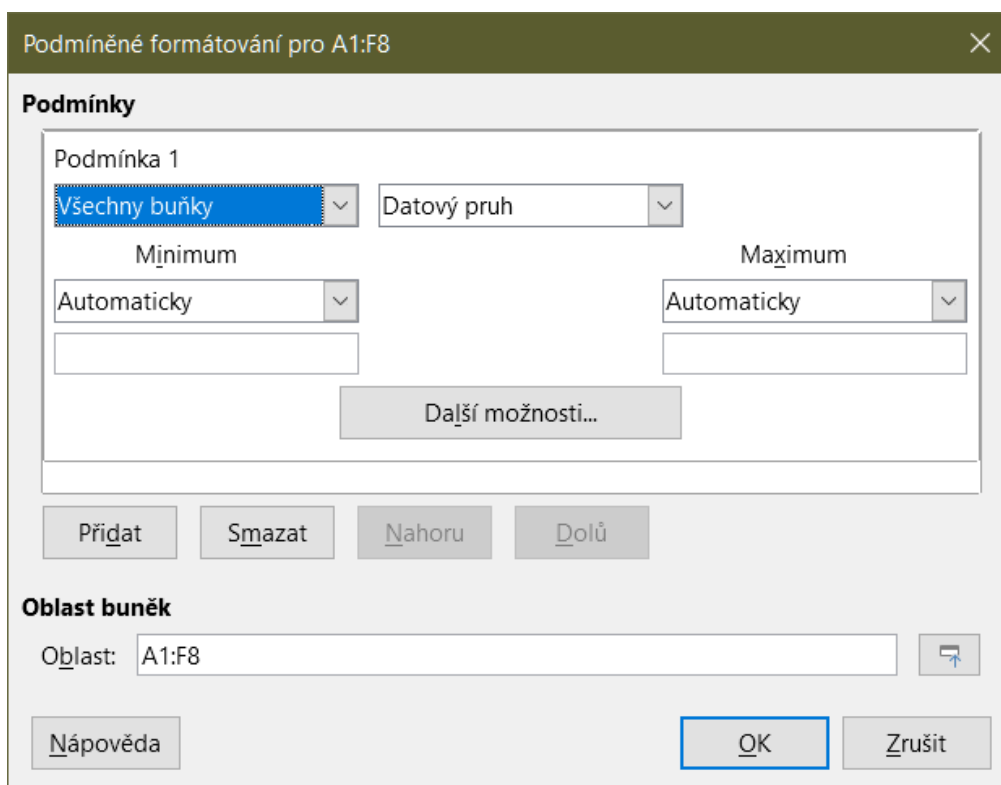 Podmíněné formátování pro A1:F8
Podmínky
Podmínka 1
Všechny buňky Datový pruh
Minimum Maximum
Automaticky Automaticky
Další možnosti...
Přidat Smazat Nahoru Dolů
Oblast buněk
Oblast: A1:F8
Nápověda OK Zrušit